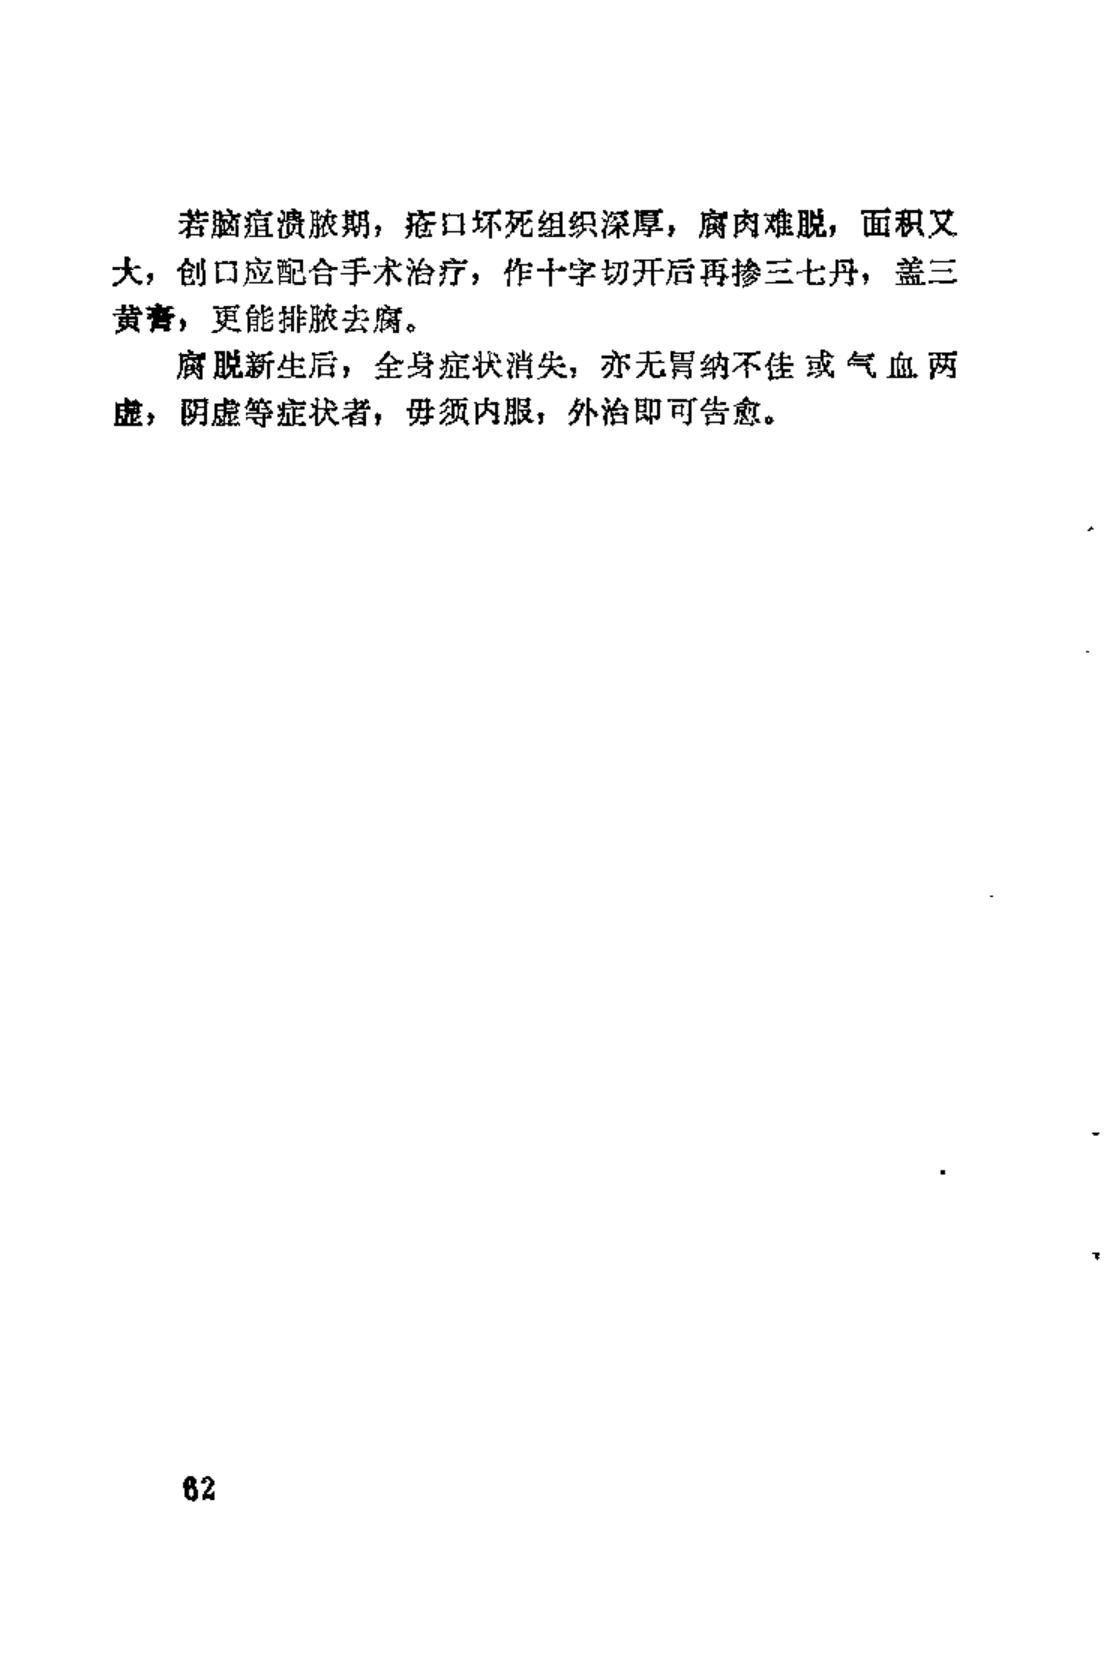 若脑疽溃脓期，疮口坏死组织深厚，腐肉难脱，面积又
大，创口应配合手术治疗，作十字切开后再掺三七丹，盖三
黄膏，更能排脓去腐。
腐脱新生后，全身症状消失，亦无胃纳不佳或气血两
虚，阴虚等症状者，毋须内服，外治即可告愈。
62